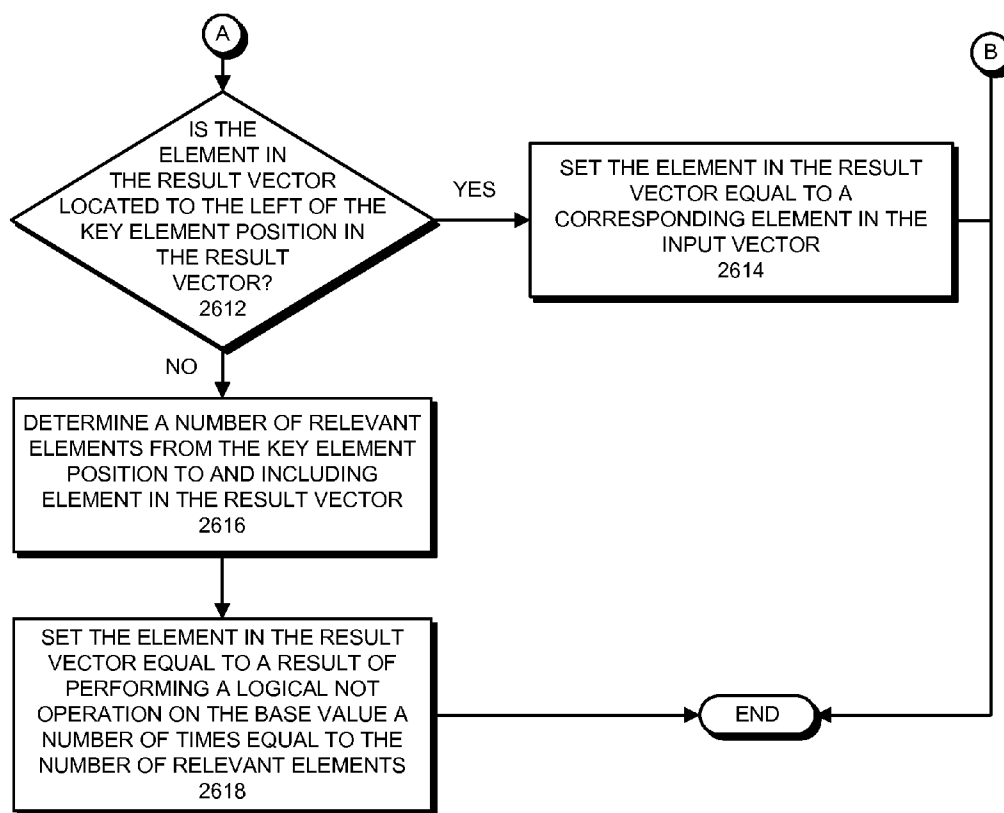 A
B
IS THE
ELEMENT IN
THE RESULT VECTOR
LOCATED TO THE LEFT OF THE
KEY ELEMENT POSITION IN
THE RESULT
VECTOR?
2612
YES
SET THE ELEMENT IN THE RESULT
VECTOR EQUAL TO A
CORRESPONDING ELEMENT IN THE
INPUT VECTOR
2614
NO
DETERMINE A NUMBER OF RELEVANT
ELEMENTS FROM THE KEY ELEMENT
POSITION TO AND INCLUDING
ELEMENT IN THE RESULT VECTOR
2616
SET THE ELEMENT IN THE RESULT
VECTOR EQUAL TO A RESULT OF
PERFORMING A LOGICAL NOT
OPERATION ON THE BASE VALUE A
NUMBER OF TIMES EQUAL TO THE
NUMBER OF RELEVANT ELEMENTS
2618
END